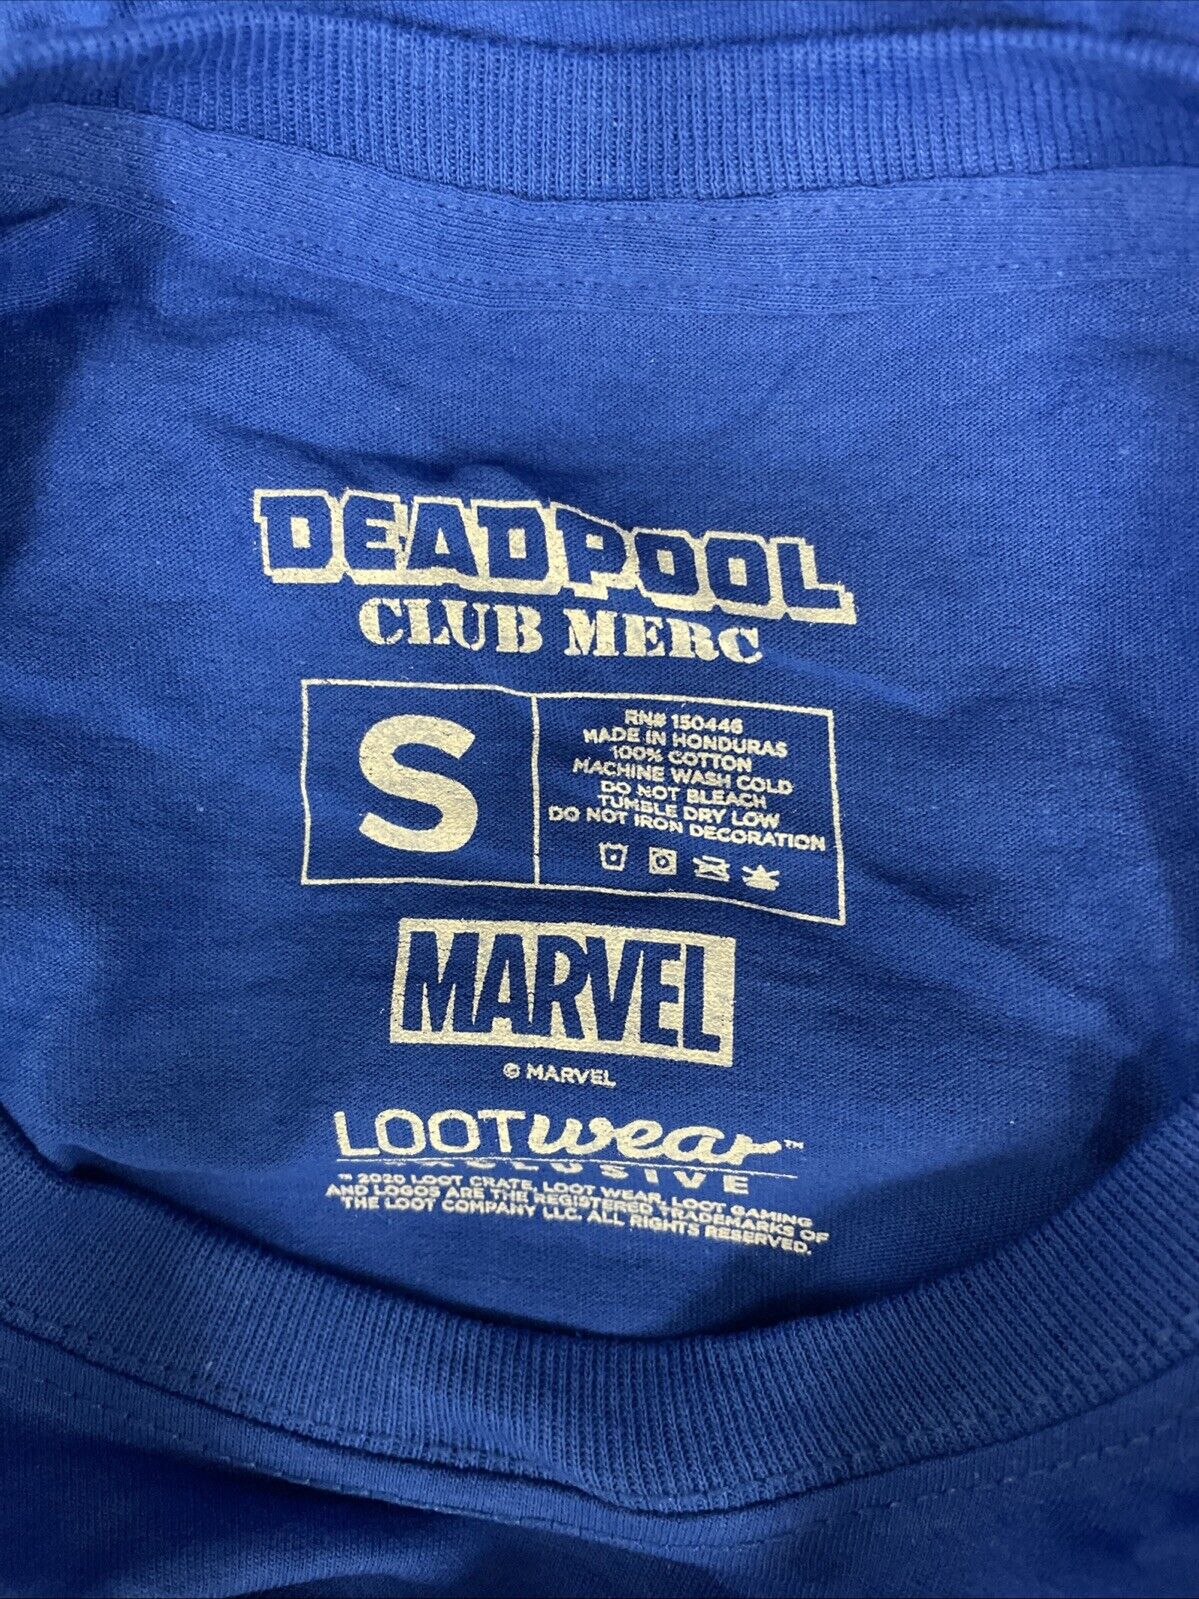 DEADPOOL
CLUB MERC
S
RN# 150446
MADE IN HONDURAS
100% COTTON
MACHINE WASH COLD
DO NOT BLEACH
TUMBLE DRY LOW
DO NOT IRON DECORATION
MARVEL
© MARVEL
LOOTwear™
EXCLUSIVE
™ 2020 LOOT CRATE, LOOT WEAR, LOOT GAMING
AND LOGOS ARE THE REGISTERED TRADEMARKS OF
THE LOOT COMPANY LLC. ALL RIGHTS RESERVED.